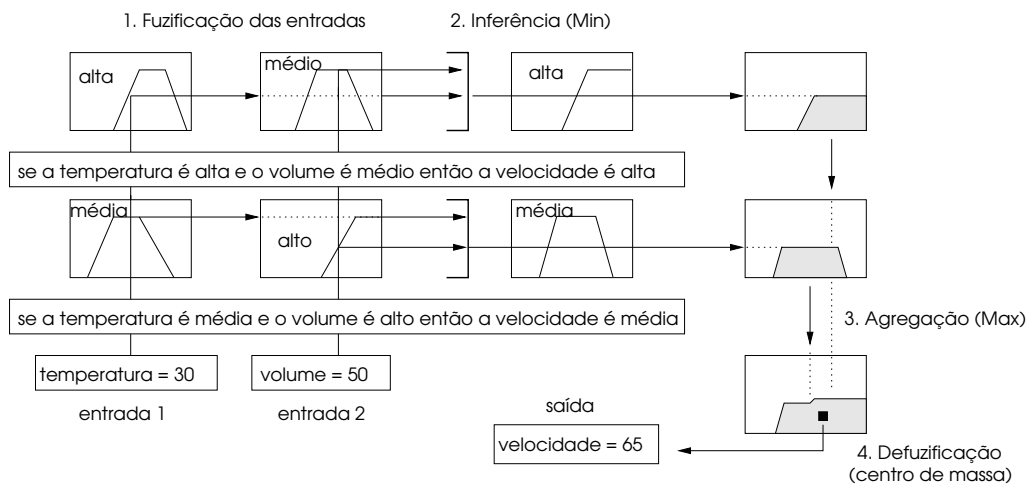 1. Fuzificação das entradas
2. Inferência (Min)
alta
médio
alta
se a temperatura é alta e o volume é médio então a velocidade é alta
média
alto
média
se a temperatura é média e o volume é alto então a velocidade é média
3. Agregação (Max)
temperatura = 30
volume = 50
entrada 1
entrada 2
saída
velocidade = 65
4. Defuzificação
(centro de massa)